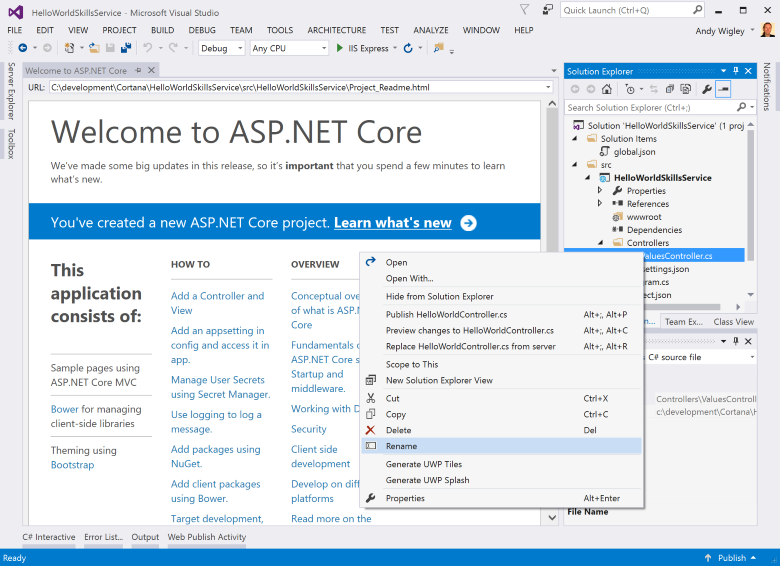 HelloWorldSkillsService - Microsoft Visual Studio
Quick Launch (Ctrl+Q)
FILE EDIT VIEW PROJECT BUILD DEBUG TEAM TOOLS ARCHITECTURE TEST ANALYZE WINDOW HELP
Andy Wigley
Debug Any CPU IIS Express
Server Explorer
Toolbox
Notifications
Welcome to ASP.NET Core
URL: C:\development\Cortana\HelloWorldSkillsService\src\HelloWorldSkillsService\Project_Readme.html
Welcome to ASP.NET Core
We've made some big updates in this release, so it's important that you spend a few minutes to learn
what's new.
You've created a new ASP.NET Core project. Learn what's new
This
application
consists of:
Sample pages using
ASP.NET Core MVC
Bower for managing
client-side libraries
Theming using
Bootstrap
HOW TO
Add a Controller and
View
Add an appsetting in
config and access it in
app.
Manage User Secrets
using Secret Manager.
Use logging to log a
message.
Add packages using
NuGet.
Add client packages
using Bower.
Target development,
OVERVIEW
Conceptual ove
of what is ASP.N
Core
Fundamentals o
ASP.NET Core s
Startup and
middleware.
Working with D
Security
Client side
development
Develop on diff
platforms
Read more on the
Open
Open With...
Hide from Solution Explorer
Publish HelloWorldController.cs Alt+;, Alt+P
Preview changes to HelloWorldController.cs Alt+;, Alt+C
Replace HelloWorldController.cs from server Alt+;, Alt+R
Scope to This
New Solution Explorer View
Cut Ctrl+X
Copy Ctrl+C
Delete Del
Rename
Generate UWP Tiles
Generate UWP Splash
Properties Alt+Enter
Solution Explorer
Search Solution Explorer (Ctrl+;)
Solution 'HelloWorldSkillsService' (1 proj
Solution Items
global.json
src
HelloWorldSkillsService
Properties
References
wwwroot
Dependencies
Controllers
ValuesController.cs
settings.json
ram.cs
ect.json
n... Team Ex... Class View
C# source file
Controllers\ValuesControll
c:\development\Cortana\H
File Name
C# Interactive Error List... Output Web Publish Activity
Ready
Publish